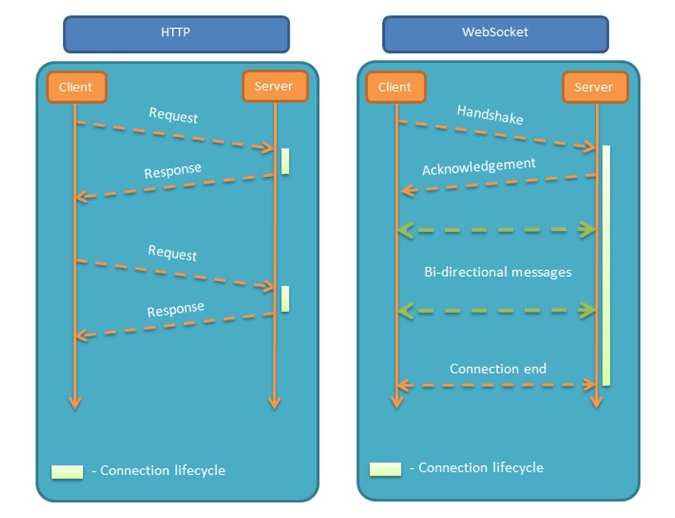 HTTP
Client
Server
Request
Response
Request
Response
- Connection lifecycle
WebSocket
Client
Server
Handshake
Acknowledgement
Bi-directional messages
Connection end
- Connection lifecycle